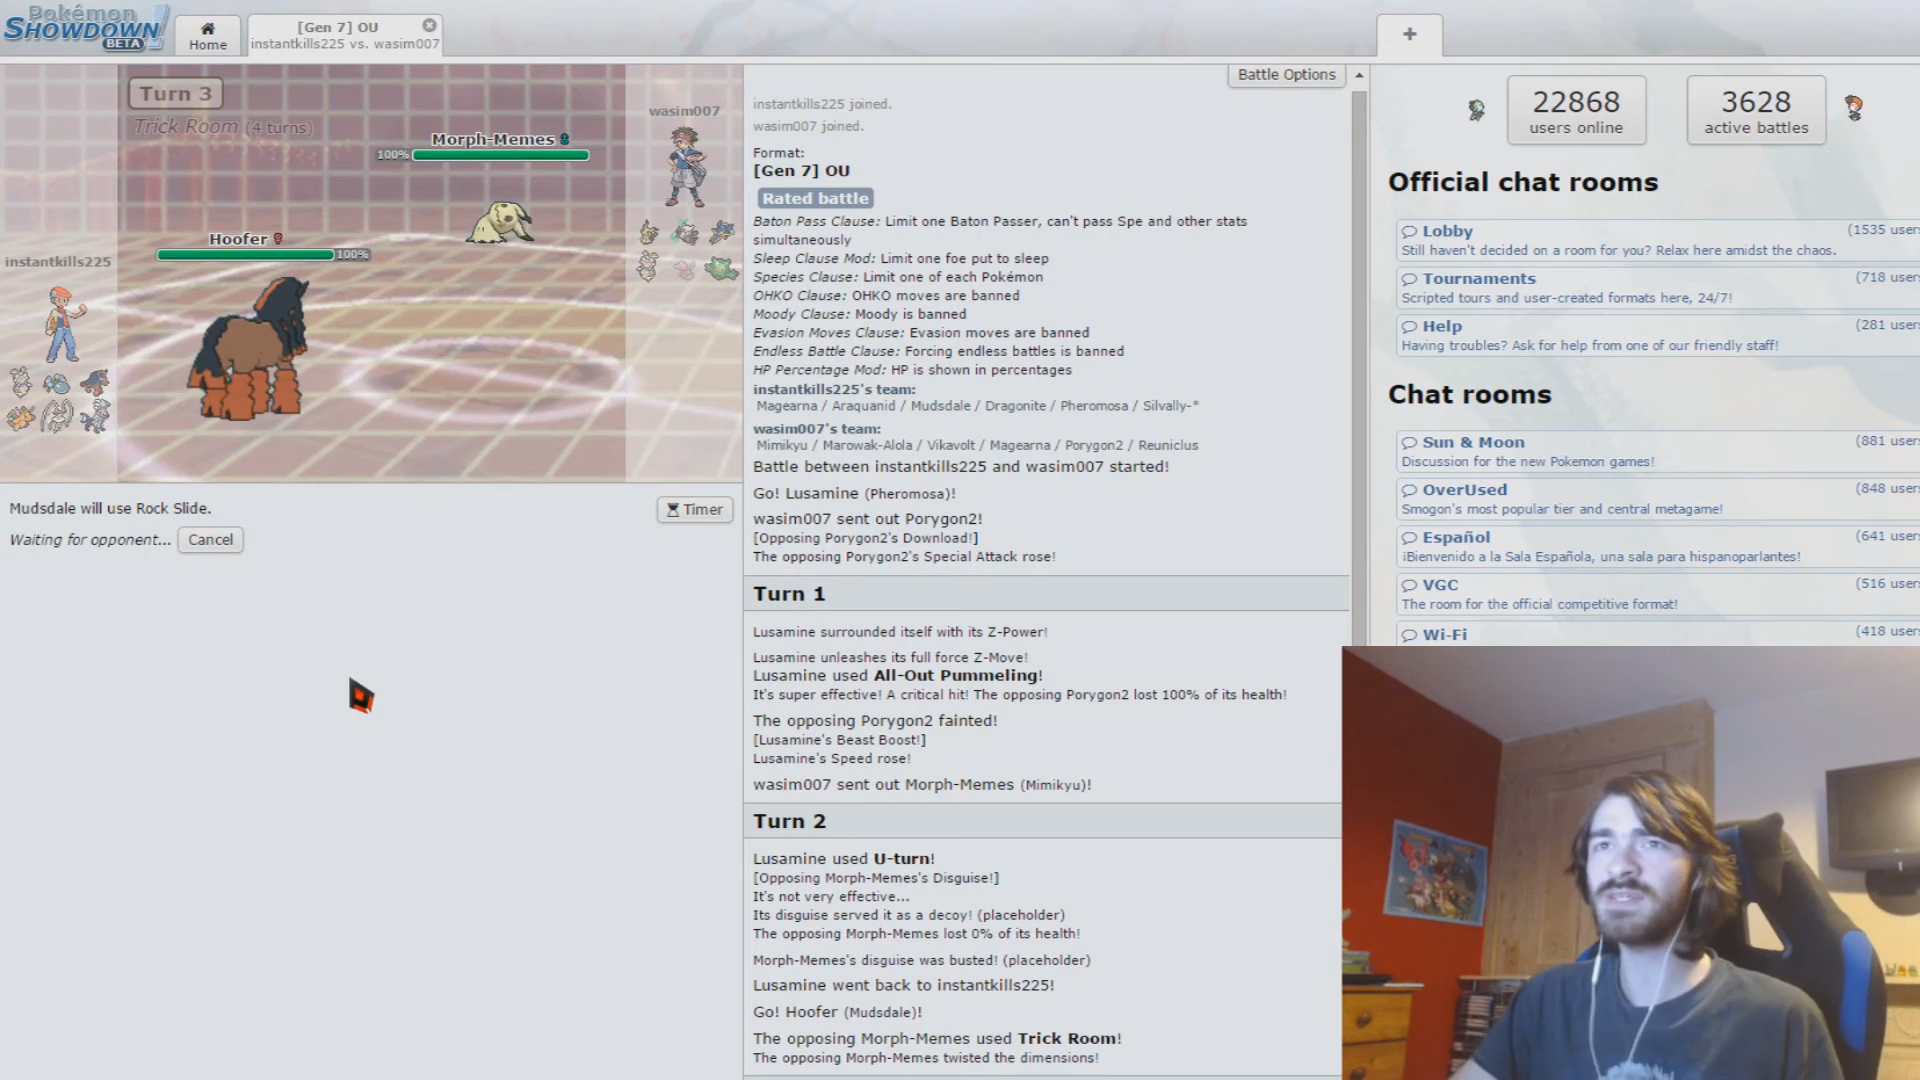 Pokémon
SHOWDOWN!
BETA
Home
[Gen 7] OU
instantkills225 vs. wasim007
+
Turn 3
Trick Room (4 turns)
Morph-Memes
100%
Hoofer
100%
instantkills225
wasim007
Mudsdale will use Rock Slide.
Timer
Waiting for opponent...
Cancel
Battle Options
instantkills225 joined.
wasim007 joined.
Format:
[Gen 7] OU
Rated battle
Baton Pass Clause: Limit one Baton Passer, can't pass Spe and other stats
simultaneously
Sleep Clause Mod: Limit one foe put to sleep
Species Clause: Limit one of each Pokémon
OHKO Clause: OHKO moves are banned
Moody Clause: Moody is banned
Evasion Moves Clause: Evasion moves are banned
Endless Battle Clause: Forcing endless battles is banned
HP Percentage Mod: HP is shown in percentages
instantkills225's team:
Magearna / Araquanid / Mudsdale / Dragonite / Pheromosa / Silvally-*
wasim007's team:
Mimikyu / Marowak-Alola / Vikavolt / Magearna / Porygon2 / Reuniclus
Battle between instantkills225 and wasim007 started!
Go! Lusamine (Pheromosa)!
wasim007 sent out Porygon2!
[Opposing Porygon2's Download!]
The opposing Porygon2's Special Attack rose!
Turn 1
Lusamine surrounded itself with its Z-Power!
Lusamine unleashes its full force Z-Move!
Lusamine used All-Out Pummeling!
It's super effective! A critical hit! The opposing Porygon2 lost 100% of its health!
The opposing Porygon2 fainted!
[Lusamine's Beast Boost!]
Lusamine's Speed rose!
wasim007 sent out Morph-Memes (Mimikyu)!
Turn 2
Lusamine used U-turn!
[Opposing Morph-Memes's Disguise!]
It's not very effective...
Its disguise served it as a decoy! (placeholder)
The opposing Morph-Memes lost 0% of its health!
Morph-Memes's disguise was busted! (placeholder)
Lusamine went back to instantkills225!
Go! Hoofer (Mudsdale)!
The opposing Morph-Memes used Trick Room!
The opposing Morph-Memes twisted the dimensions!
22868
users online
3628
active battles
Official chat rooms
Lobby
(1535 users
Still haven't decided on a room for you? Relax here amidst the chaos.
Tournaments
(718 users
Scripted tours and user-created formats here, 24/7!
Help
(281 users
Having troubles? Ask for help from one of our friendly staff!
Chat rooms
Sun & Moon
(881 users
Discussion for the new Pokemon games!
OverUsed
(848 users
Smogon's most popular tier and central metagame!
Español
(641 users
¡Bienvenido a la Sala Española, una sala para hispanoparlantes!
VGC
(516 users
The room for the official competitive format!
Wi-Fi
(418 users